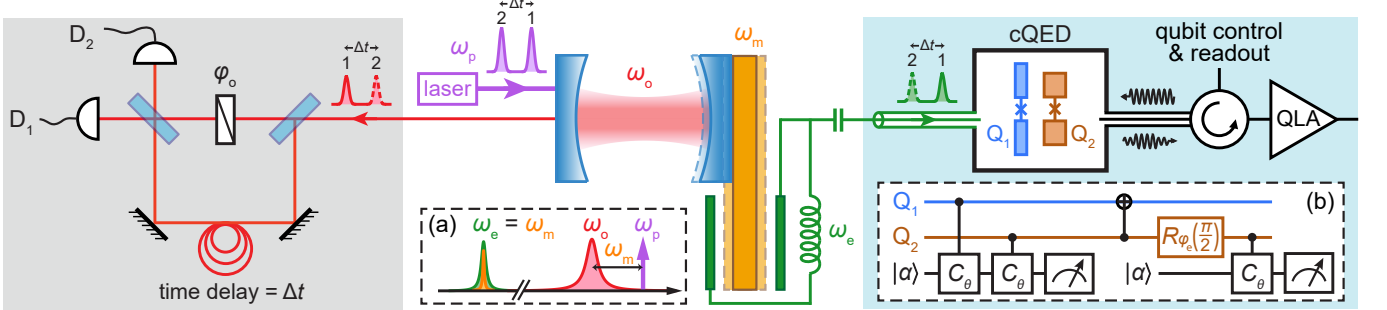 D₂
φₒ
←Δt→
1 2
D₁
time delay = Δt
←Δt→
2 1
ωₚ
laser
ωₒ
ωₘ
(a)
ωₑ = ωₘ
ωₒ
ωₚ
ωₘ
ωₑ
←Δt→
2 1
cQED
Q₁
Q₂
qubit control
& readout
QLA
(b)
Q₁
Q₂
R_φₑ(π/2)
|α⟩ C_θ C_θ |α⟩ C_θ